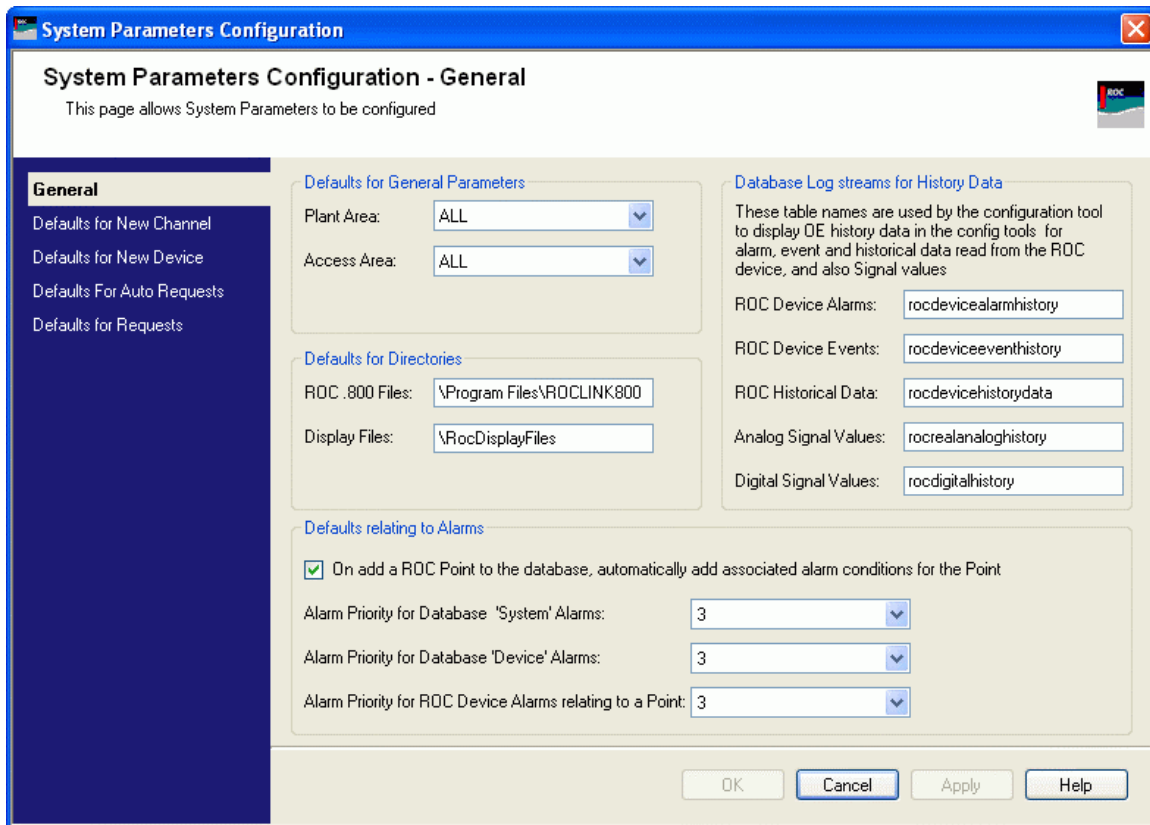 System Parameters Configuration
System Parameters Configuration - General
This page allows System Parameters to be configured
ROC
General
Defaults for New Channel
Defaults for New Device
Defaults For Auto Requests
Defaults for Requests
Defaults for General Parameters
Plant Area: ALL
Access Area: ALL
Defaults for Directories
ROC .800 Files: \Program Files\ROCLINK800
Display Files: \RocDisplayFiles
Database Log streams for History Data
These table names are used by the configuration tool
to display OE history data in the config tools for
alarm, event and historical data read from the ROC
device, and also Signal values
ROC Device Alarms: rocdevicealarmhistory
ROC Device Events: rocdeviceeventhistory
ROC Historical Data: rocdevicehistorydata
Analog Signal Values: rocrealanaloghistory
Digital Signal Values: rocdigitalhistory
Defaults relating to Alarms
On add a ROC Point to the database, automatically add associated alarm conditions for the Point
Alarm Priority for Database 'System' Alarms: 3
Alarm Priority for Database 'Device' Alarms: 3
Alarm Priority for ROC Device Alarms relating to a Point: 3
OK Cancel Apply Help